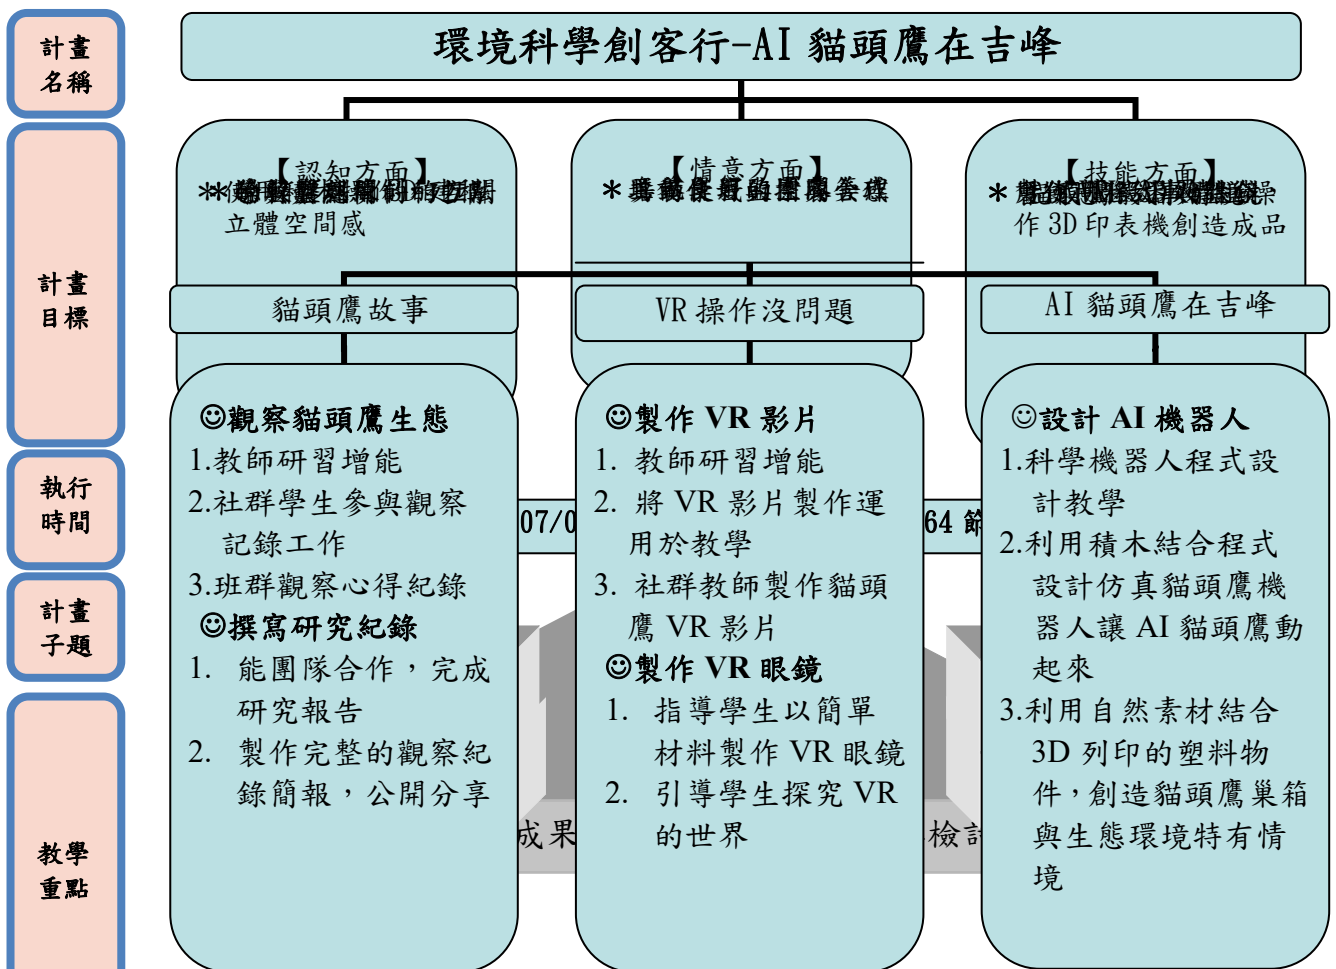 計畫
名稱
環境科學創客行-AI 貓頭鷹在吉峰
計畫
目標
【認知方面】
立體空間感
【情意方面】
【技能方面】
作 3D 印表機創造成品
貓頭鷹故事
VR 操作沒問題
AI 貓頭鷹在吉峰
執行
時間
07/0
64 節
計畫
子題
教學
重點
☺觀察貓頭鷹生態
1.教師研習增能
2.社群學生參與觀察
記錄工作
3.班群觀察心得紀錄
☺撰寫研究紀錄
1. 能團隊合作，完成
研究報告
2. 製作完整的觀察紀
錄簡報，公開分享
☺製作 VR 影片
1. 教師研習增能
2. 將 VR 影片製作運
用於教學
3. 社群教師製作貓頭
鷹 VR 影片
☺製作 VR 眼鏡
1. 指導學生以簡單
材料製作 VR 眼鏡
2. 引導學生探究 VR
的世界
☺設計 AI 機器人
1.科學機器人程式設
計教學
2.利用積木結合程式
設計仿真貓頭鷹機
器人讓 AI 貓頭鷹動
起來
3.利用自然素材結合
3D 列印的塑料物
件，創造貓頭鷹巢箱
與生態環境特有情
境
成果
檢討